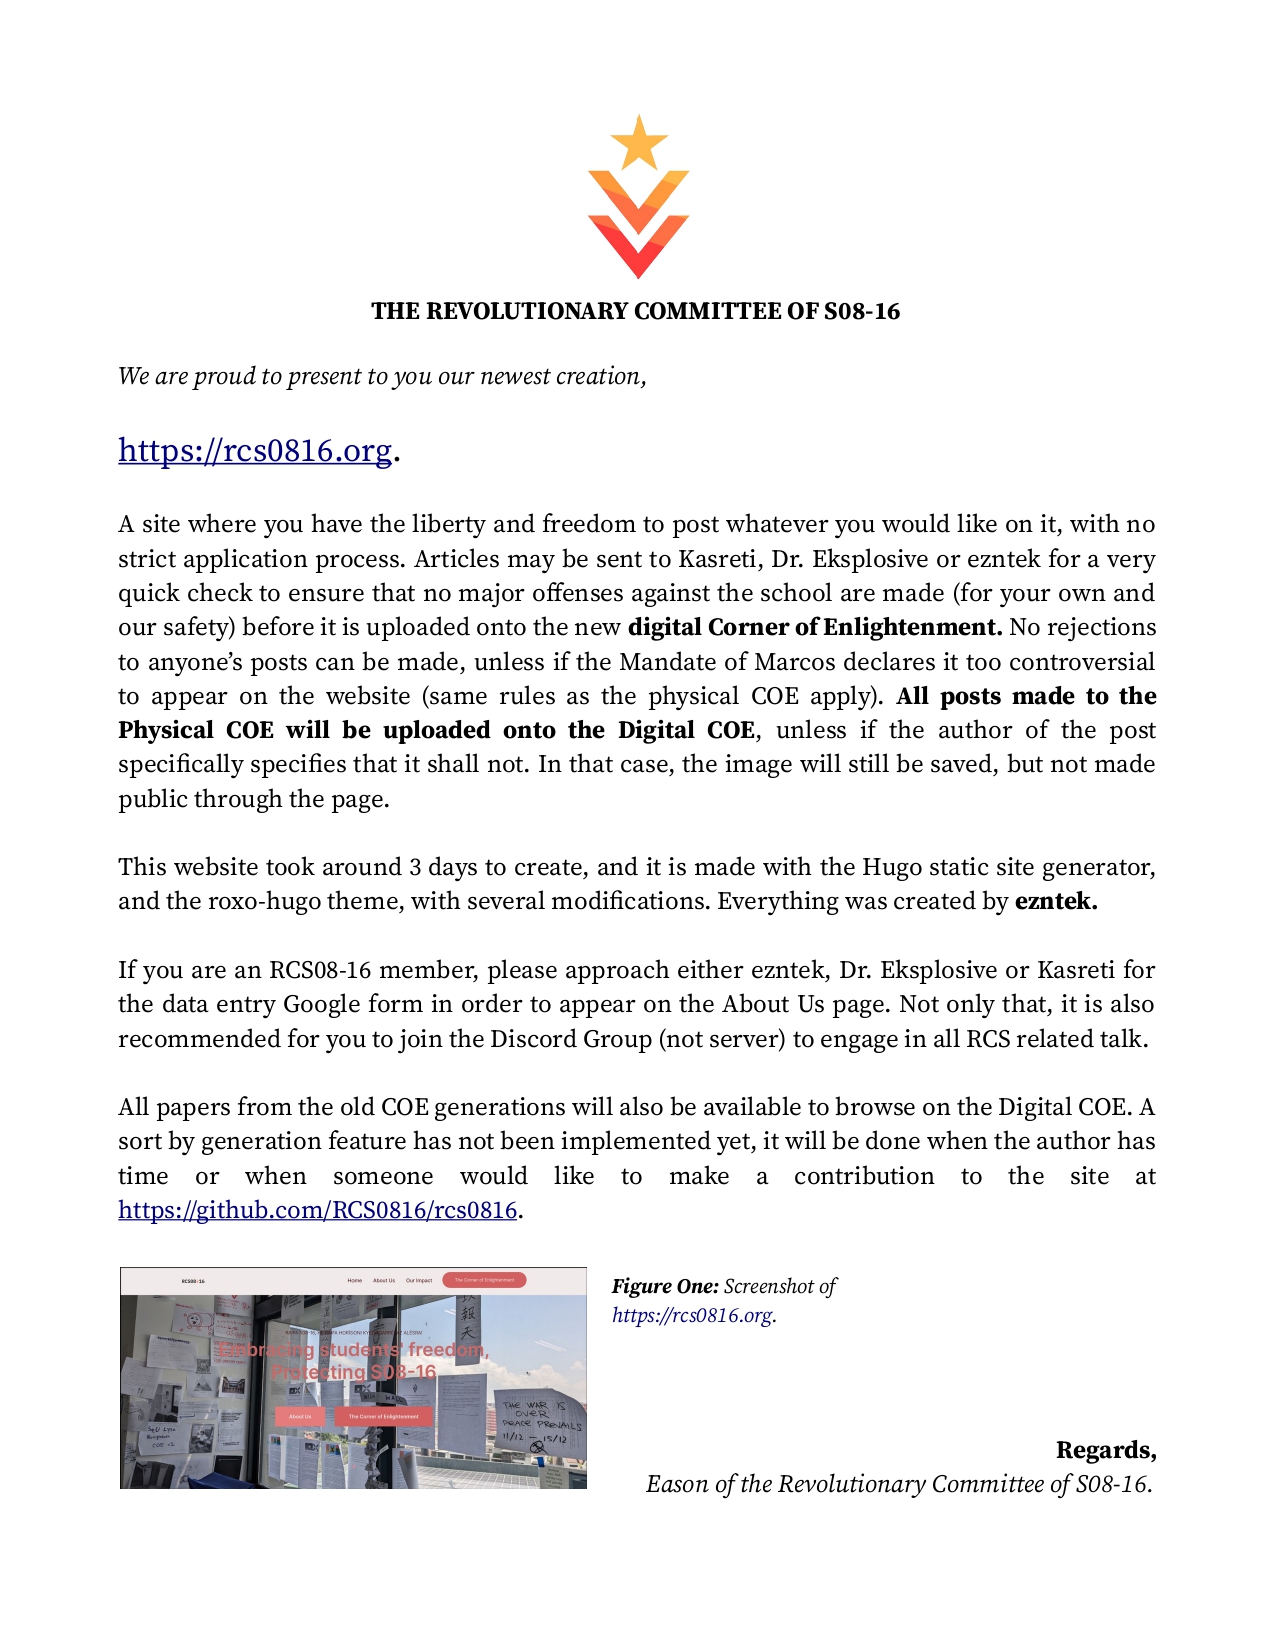 THE REVOLUTIONARY COMMITTEE OF S08-16
We are proud to present to you our newest creation,
https://rcs0816.org.
A site where you have the liberty and freedom to post whatever you would like on it, with no
strict application process. Articles may be sent to Kasreti, Dr. Eksplosive or ezntek for a very
quick check to ensure that no major offenses against the school are made (for your own and
our safety) before it is uploaded onto the new digital Corner of Enlightenment. No rejections
to anyone’s posts can be made, unless if the Mandate of Marcos declares it too controversial
to appear on the website (same rules as the physical COE apply). All posts made to the
Physical COE will be uploaded onto the Digital COE, unless if the author of the post
specifically specifies that it shall not. In that case, the image will still be saved, but not made
public through the page.
This website took around 3 days to create, and it is made with the Hugo static site generator,
and the roxo-hugo theme, with several modifications. Everything was created by ezntek.
If you are an RCS08-16 member, please approach either ezntek, Dr. Eksplosive or Kasreti for
the data entry Google form in order to appear on the About Us page. Not only that, it is also
recommended for you to join the Discord Group (not server) to engage in all RCS related talk.
All papers from the old COE generations will also be available to browse on the Digital COE. A
sort by generation feature has not been implemented yet, it will be done when the author has
time or when someone would like to make a contribution to the site at
https://github.com/RCS0816/rcs0816.
RCS08-16
Home About Us Our Impact The Corner of Enlightenment
報
天
Embracing students' freedom,
Protecting S08-16
About Us The Corner of Enlightenment
THE WAR IS
OVER
PEACE PREVAILS
11/12 - 15/12
Figure One: Screenshot of
https://rcs0816.org.
Regards,
Eason of the Revolutionary Committee of S08-16.